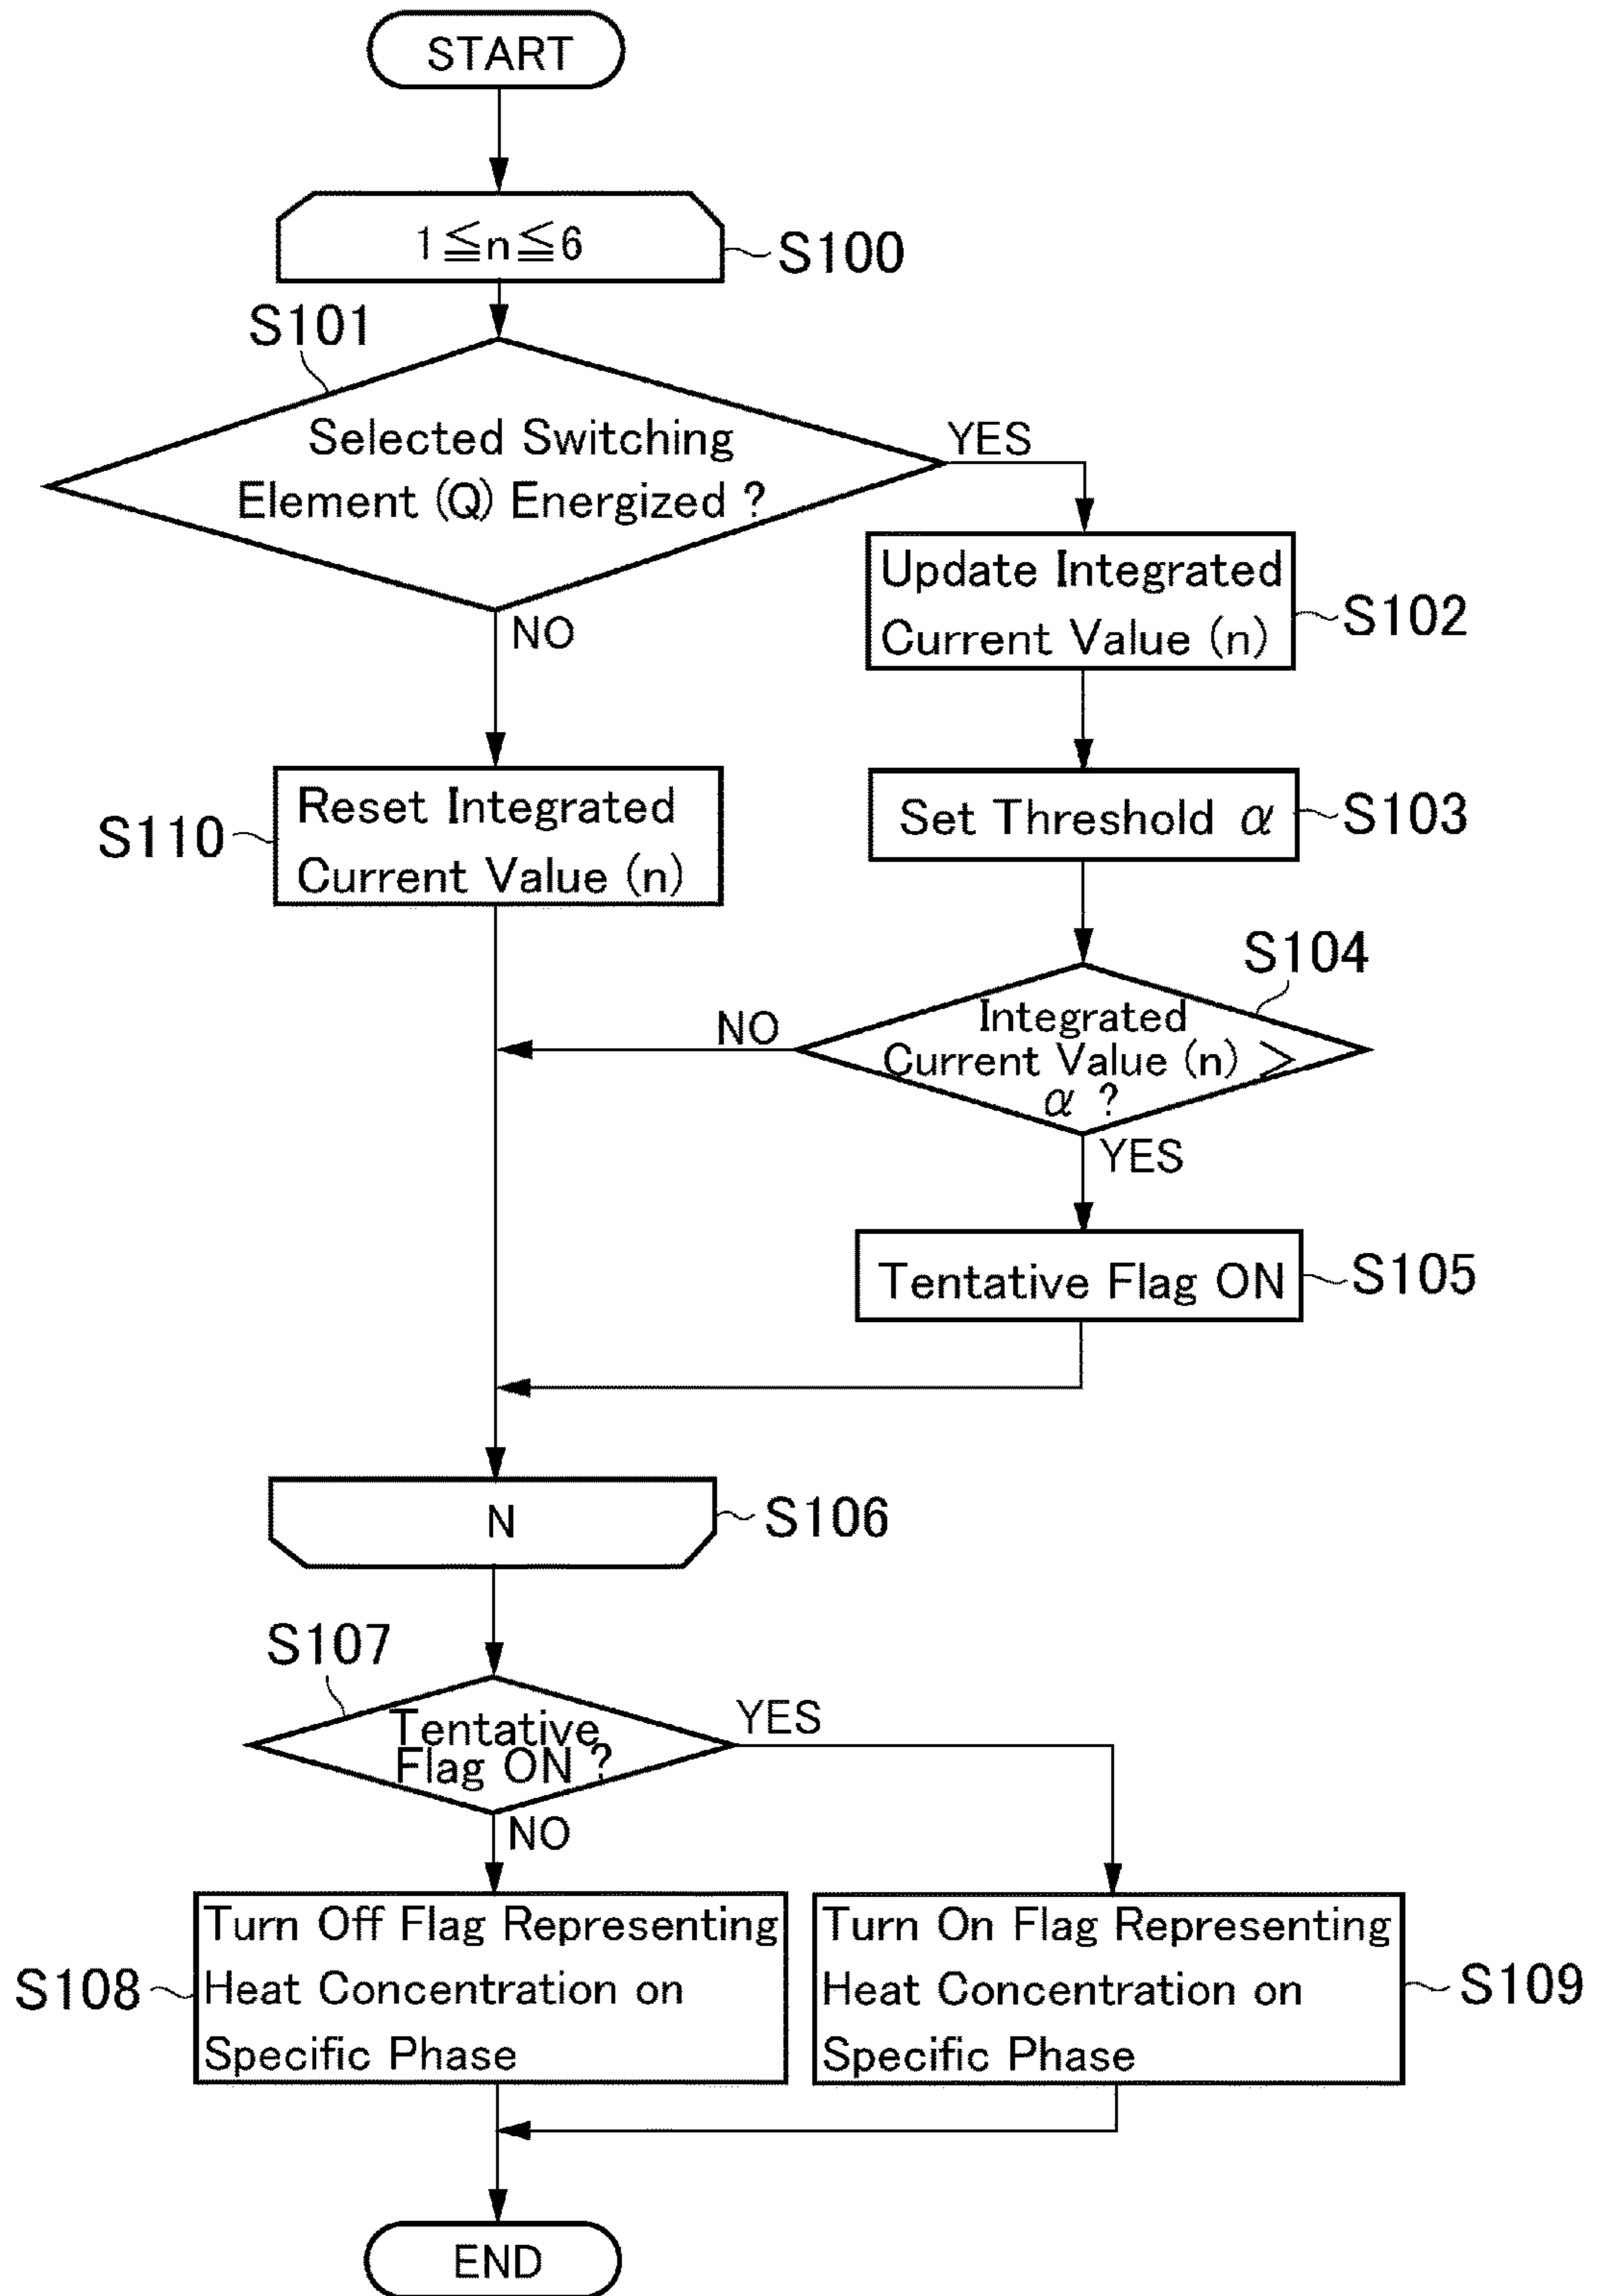 START
1≦n≦6
S100
S101
Selected Switching
Element (Q) Energized ?
YES
NO
Update Integrated
Current Value (n)
S102
Reset Integrated
Current Value (n)
S110
Set Threshold α
S103
S104
Integrated
Current Value (n) >
α ?
NO
YES
Tentative Flag ON
S105
N
S106
S107
Tentative
Flag ON ?
YES
NO
Turn Off Flag Representing
Heat Concentration on
Specific Phase
S108
Turn On Flag Representing
Heat Concentration on
Specific Phase
S109
END